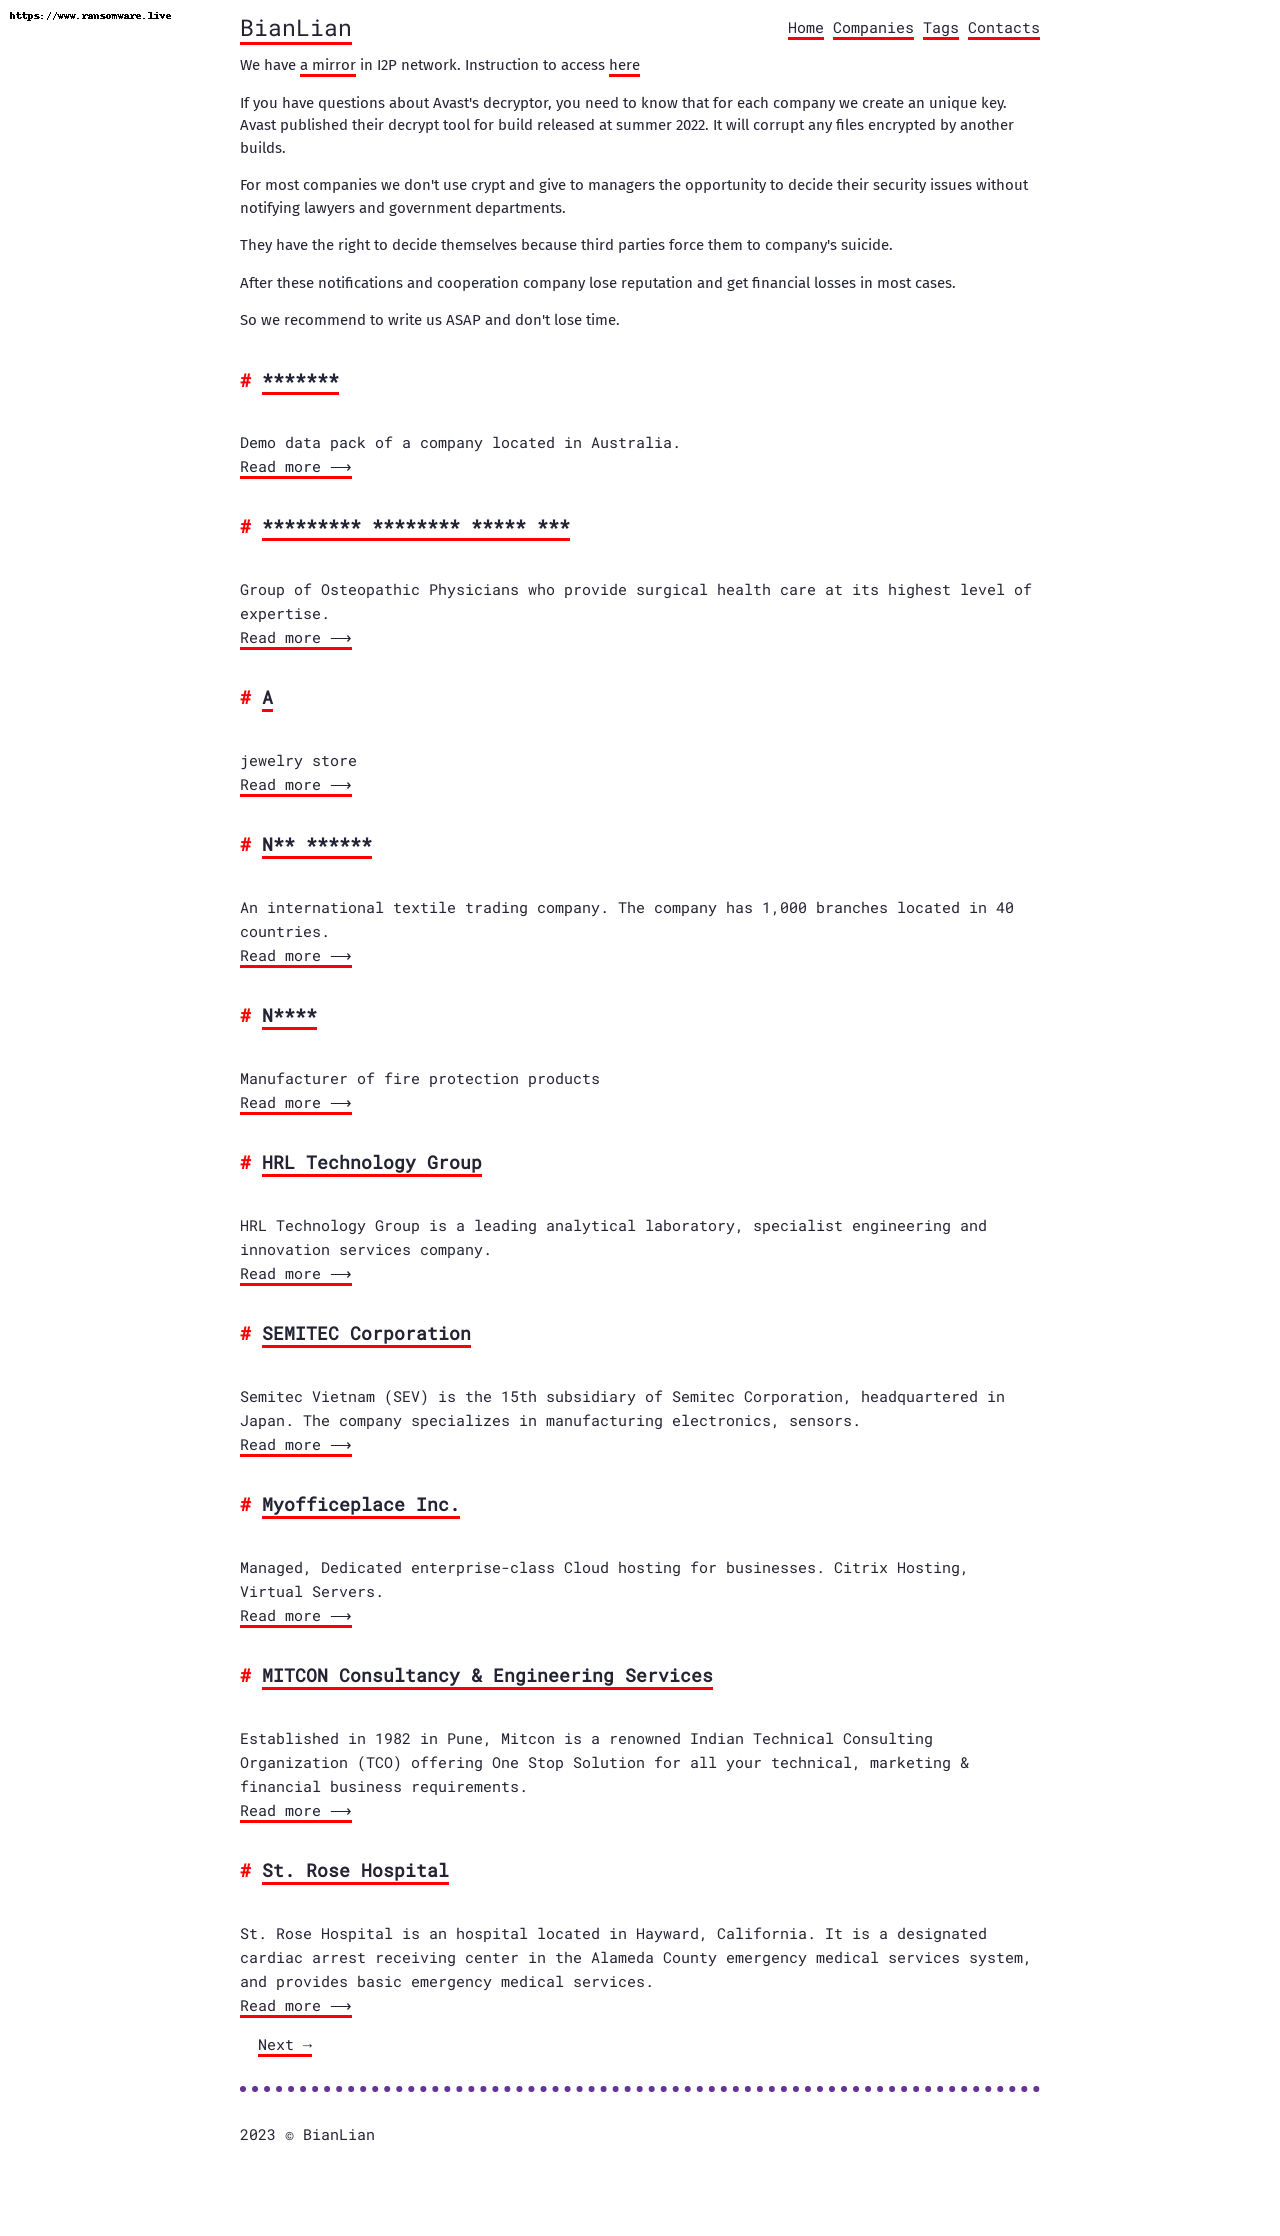 https://www.ransomware.live
BianLian
Home Companies Tags Contacts
We have a mirror in I2P network. Instruction to access here
If you have questions about Avast's decryptor, you need to know that for each company we create an unique key.
Avast published their decrypt tool for build released at summer 2022. It will corrupt any files encrypted by another
builds.
For most companies we don't use crypt and give to managers the opportunity to decide their security issues without
notifying lawyers and government departments.
They have the right to decide themselves because third parties force them to company's suicide.
After these notifications and cooperation company lose reputation and get financial losses in most cases.
So we recommend to write us ASAP and don't lose time.
# *******
Demo data pack of a company located in Australia.
Read more ⟶
# ********* ******** ***** ***
Group of Osteopathic Physicians who provide surgical health care at its highest level of
expertise.
Read more ⟶
# A
jewelry store
Read more ⟶
# N** ******
An international textile trading company. The company has 1,000 branches located in 40
countries.
Read more ⟶
# N****
Manufacturer of fire protection products
Read more ⟶
# HRL Technology Group
HRL Technology Group is a leading analytical laboratory, specialist engineering and
innovation services company.
Read more ⟶
# SEMITEC Corporation
Semitec Vietnam (SEV) is the 15th subsidiary of Semitec Corporation, headquartered in
Japan. The company specializes in manufacturing electronics, sensors.
Read more ⟶
# Myofficeplace Inc.
Managed, Dedicated enterprise-class Cloud hosting for businesses. Citrix Hosting,
Virtual Servers.
Read more ⟶
# MITCON Consultancy & Engineering Services
Established in 1982 in Pune, Mitcon is a renowned Indian Technical Consulting
Organization (TCO) offering One Stop Solution for all your technical, marketing &
financial business requirements.
Read more ⟶
# St. Rose Hospital
St. Rose Hospital is an hospital located in Hayward, California. It is a designated
cardiac arrest receiving center in the Alameda County emergency medical services system,
and provides basic emergency medical services.
Read more ⟶
Next →
2023 © BianLian